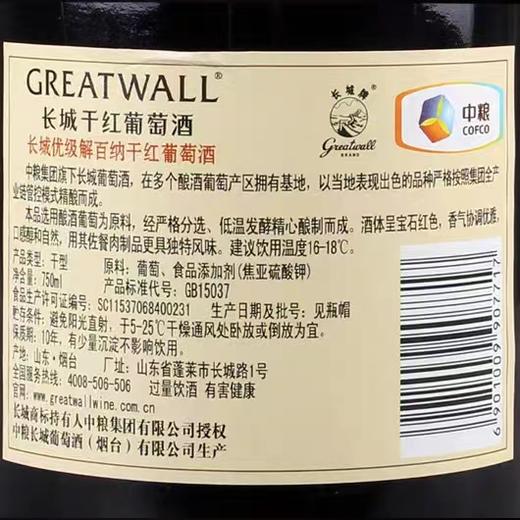 GREATWALL®
长城干红葡萄酒
长城优级解百纳干红葡萄酒
长城牌®
Greatwall
BRAND
中粮
COFCO
中粮集团旗下长城葡萄酒，在多个酿酒葡萄产区拥有基地，以当地表现出色的品种严格按照集团全产
业链管控模式精酿而成。
本品选用酿酒葡萄为原料，经严格分选、低温发酵精心酿制而成。酒体呈宝石红色，香气协调优雅，
口感醇和自然，用其佐餐肉制品更具独特风味。建议饮用温度16-18℃。
产品类型：干型 原料：葡萄、食品添加剂(焦亚硫酸钾)
净含量：750ml 产品标准代号：GB15037
食品生产许可证编号：SC11537068400231 生产日期及批号：见瓶帽
贮存条件：避免阳光直射，于5-25℃干燥通风处卧放或倒放为宜。
保质期：10年，有少量沉淀不影响饮用。
产地：山东·烟台 厂址：山东省蓬莱市长城路1号
全国服务热线：4008-506-506 过量饮酒 有害健康
官网：www.greatwallwine.com.cn
长城商标持有人中粮集团有限公司授权
中粮长城葡萄酒（烟台）有限公司生产
6901009907717